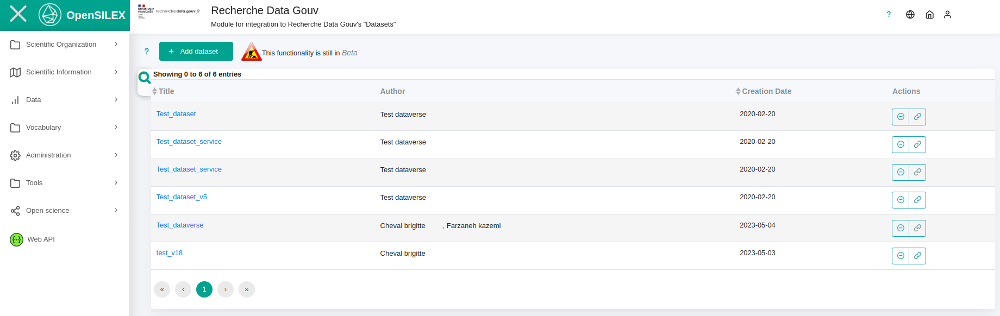 OpenSILEX
RÉPUBLIQUE
FRANÇAISE
recherche.data.gouv.fr
Recherche Data Gouv
Module for integration to Recherche Data Gouv's "Datasets"
?
Scientific Organization
Scientific Information
Data
Vocabulary
Administration
Tools
Open science
Web API
?
+ Add dataset
This functionality is still in Beta
Showing 0 to 6 of 6 entries
Title Author Creation Date Actions
Test_dataset Test dataverse 2020-02-20
Test_dataset_service Test dataverse 2020-02-20
Test_dataset_service Test dataverse 2020-02-20
Test_dataset_v5 Test dataverse 2020-02-20
Test_dataverse Cheval brigitte , Farzaneh kazemi 2023-05-04
test_v18 Cheval brigitte 2023-05-03
« ‹ 1 › »